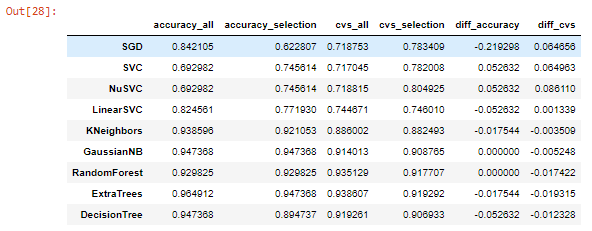 Out[28]:
accuracy_all accuracy_selection cvs_all cvs_selection diff_accuracy diff_cvs
SGD 0.842105 0.622807 0.718753 0.783409 -0.219298 0.064656
SVC 0.692982 0.745614 0.717045 0.782008 0.052632 0.064963
NuSVC 0.692982 0.745614 0.718815 0.804925 0.052632 0.086110
LinearSVC 0.824561 0.771930 0.744671 0.746010 -0.052632 0.001339
KNeighbors 0.938596 0.921053 0.886002 0.882493 -0.017544 -0.003509
GaussianNB 0.947368 0.947368 0.914013 0.908765 0.000000 -0.005248
RandomForest 0.929825 0.929825 0.935129 0.917707 0.000000 -0.017422
ExtraTrees 0.964912 0.947368 0.938607 0.919292 -0.017544 -0.019315
DecisionTree 0.947368 0.894737 0.919261 0.906933 -0.052632 -0.012328